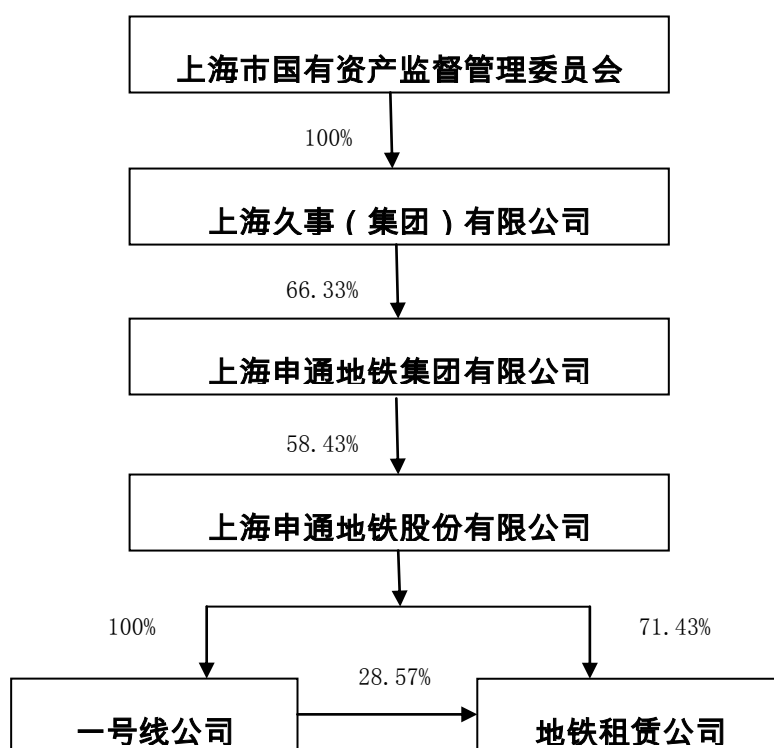 上海市国有资产监督管理委员会
100%
上海久事（集团）有限公司
66.33%
上海申通地铁集团有限公司
58.43%
上海申通地铁股份有限公司
100%
71.43%
28.57%
一号线公司
地铁租赁公司